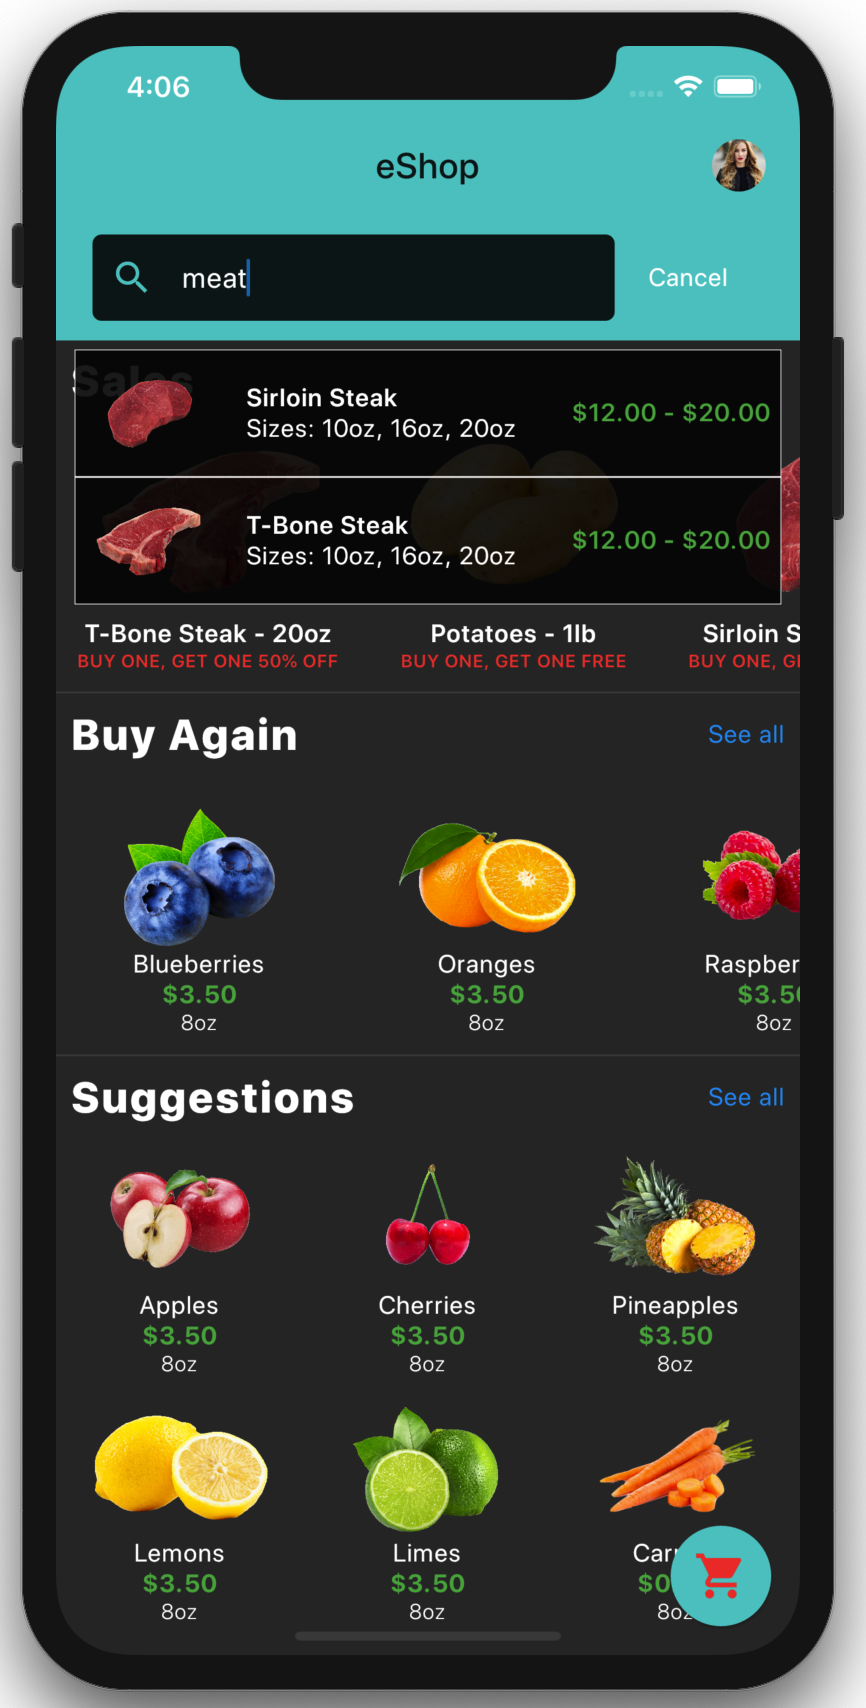 4:06
eShop
meat
Cancel
Sales
Sirloin Steak
Sizes: 10oz, 16oz, 20oz
$12.00 - $20.00
T-Bone Steak
Sizes: 10oz, 16oz, 20oz
$12.00 - $20.00
T-Bone Steak - 20oz
BUY ONE, GET ONE 50% OFF
Potatoes - 1lb
BUY ONE, GET ONE FREE
Sirloin S
BUY ONE, GE
Buy Again
See all
Blueberries
$3.50
8oz
Oranges
$3.50
8oz
Raspber
$3.50
8oz
Suggestions
See all
Apples
$3.50
8oz
Cherries
$3.50
8oz
Pineapples
$3.50
8oz
Lemons
$3.50
8oz
Limes
$3.50
8oz
Car
$0
8oz